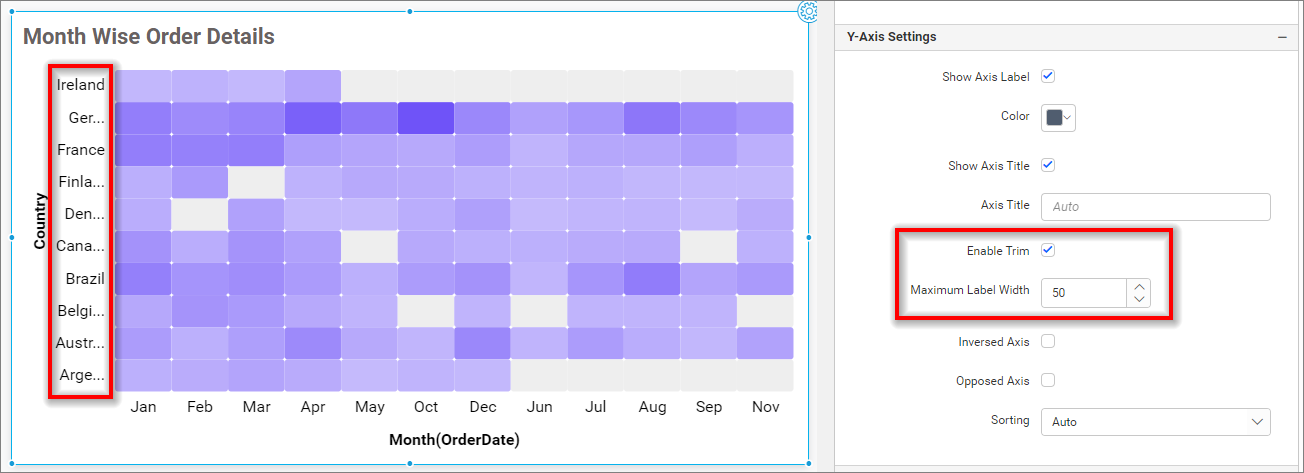 Month Wise Order Details
Country
Ireland
Ger...
France
Finla...
Den...
Cana...
Brazil
Belgi...
Austr...
Arge...
Jan Feb Mar Apr May Oct Dec Jun Jul Aug Sep Nov
Month(OrderDate)
Y-Axis Settings
Show Axis Label
Color
Show Axis Title
Axis Title Auto
Enable Trim
Maximum Label Width 50
Inversed Axis
Opposed Axis
Sorting Auto